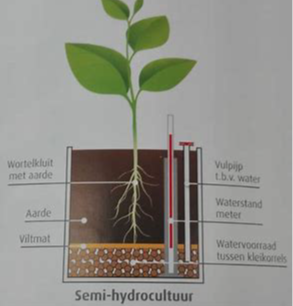 Wortelkluit
met aarde
Aarde
Viltmat
Vulpijp
t.b.v. water
Waterstand
meter
Watervoorraad
tussen kleikorrels
Semi-hydrocultuur